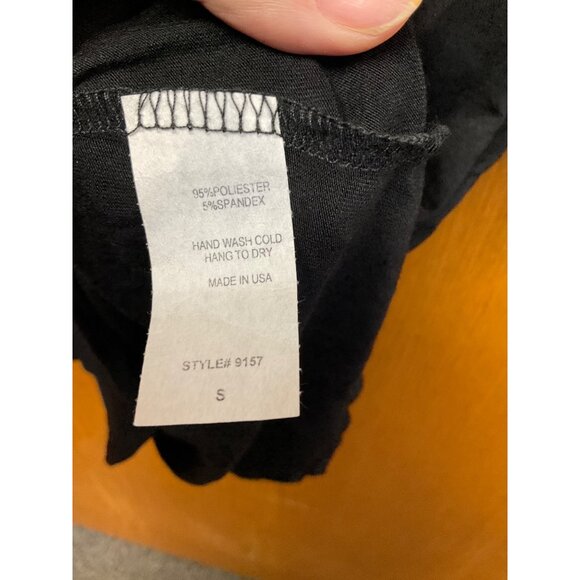 95%POLIESTER
5%SPANDEX
HAND WASH COLD
HANG TO DRY
MADE IN USA
STYLE# 9157
S